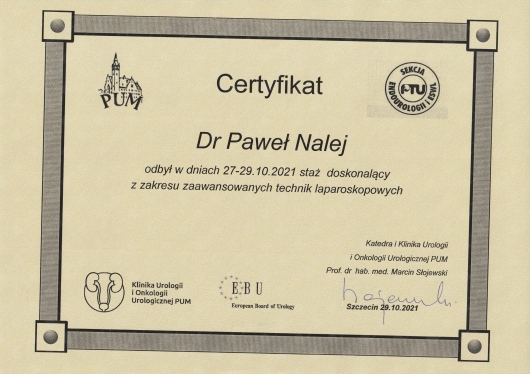 PUM
Certyfikat
SEKCJA
PTU
ENDOUROLOGII i ESWL
Dr Paweł Nalej
odbył w dniach 27-29.10.2021 staż doskonalący
z zakresu zaawansowanych technik laparoskopowych
Katedra i Klinika Urologii
i Onkologii Urologicznej PUM
Prof. dr hab. med. Marcin Słojewski
Klinika Urologii
i Onkologii
Urologicznej PUM
EBU
European Board of Urology
Szczecin 29.10.2021